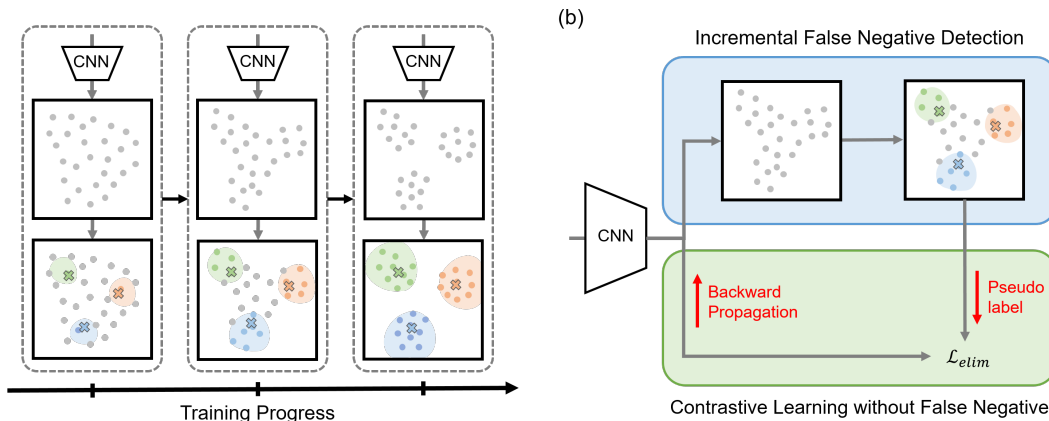 CNN
CNN
CNN
Training Progress
(b)
Incremental False Negative Detection
CNN
Backward
Propagation
Pseudo
label
ℒ_elim
Contrastive Learning without False Negative